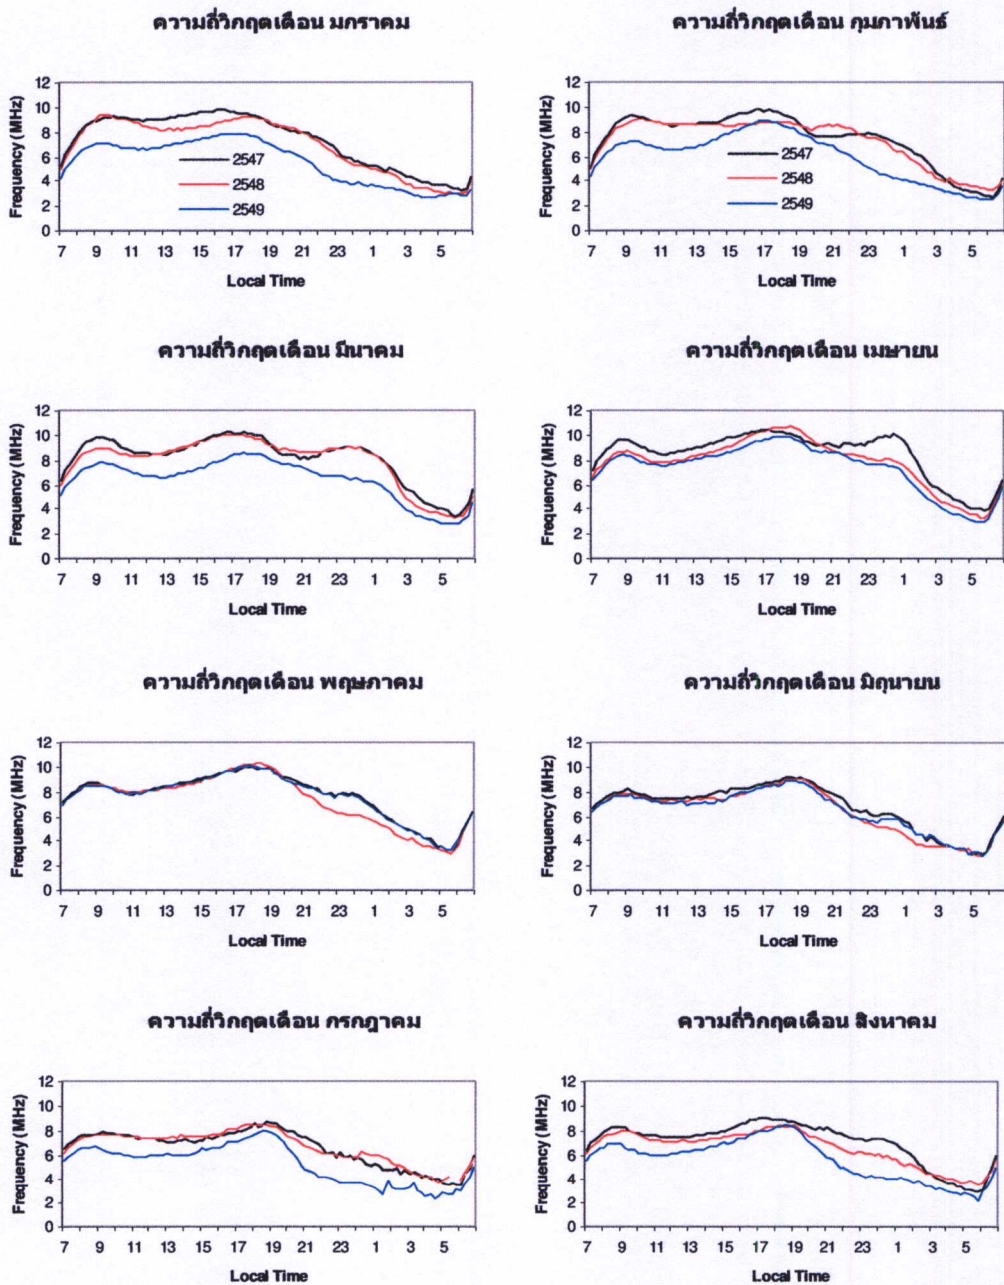 ความถี่วิกฤตเดือน มกราคม
Frequency (MHz)
12
10
8
6
4
2
0
2547
2548
2549
7 9 11 13 15 17 19 21 23 1 3 5
Local Time
ความถี่วิกฤตเดือน กุมภาพันธ์
Frequency (MHz)
12
10
8
6
4
2
0
2547
2548
2549
7 9 11 13 15 17 19 21 23 1 3 5
Local Time
ความถี่วิกฤตเดือน มีนาคม
Frequency (MHz)
12
10
8
6
4
2
0
7 9 11 13 15 17 19 21 23 1 3 5
Local Time
ความถี่วิกฤตเดือน เมษายน
Frequency (MHz)
12
10
8
6
4
2
0
7 9 11 13 15 17 19 21 23 1 3 5
Local Time
ความถี่วิกฤตเดือน พฤษภาคม
Frequency (MHz)
12
10
8
6
4
2
0
7 9 11 13 15 17 19 21 23 1 3 5
Local Time
ความถี่วิกฤตเดือน มิถุนายน
Frequency (MHz)
12
10
8
6
4
2
0
7 9 11 13 15 17 19 21 23 1 3 5
Local Time
ความถี่วิกฤตเดือน กรกฎาคม
Frequency (MHz)
12
10
8
6
4
2
0
7 9 11 13 15 17 19 21 23 1 3 5
Local Time
ความถี่วิกฤตเดือน สิงหาคม
Frequency (MHz)
12
10
8
6
4
2
0
7 9 11 13 15 17 19 21 23 1 3 5
Local Time